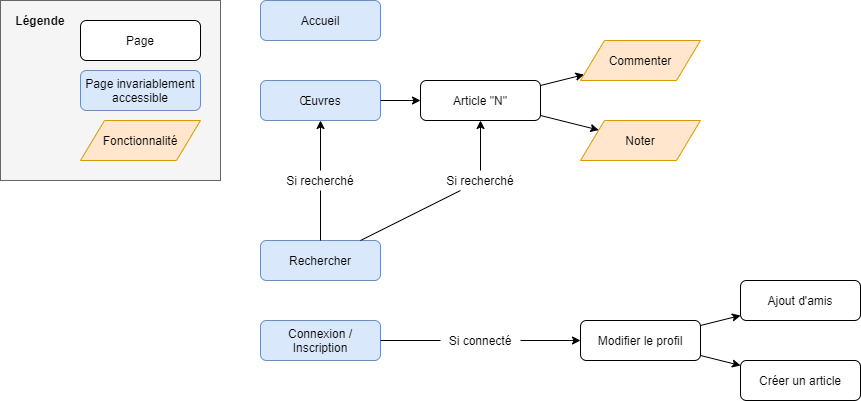 Légende
Page
Page invariablement
accessible
Fonctionnalité
Accueil
Œuvres
Article "N"
Commenter
Noter
Si recherché
Si recherché
Rechercher
Connexion /
Inscription
Si connecté
Modifier le profil
Ajout d'amis
Créer un article